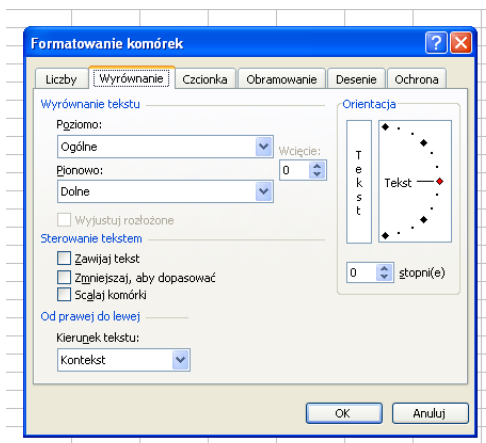 Formatowanie komórek
Liczby Wyrównanie Czcionka Obramowanie Desenie Ochrona
Wyrównanie tekstu
Poziomo:
Ogólne
Wcięcie:
0
Pionowo:
Dolne
Wyjustuj rozłożone
Sterowanie tekstem
Zawijaj tekst
Zmniejszaj, aby dopasować
Scalaj komórki
Od prawej do lewej
Kierunek tekstu:
Kontekst
Orientacja
Tekst
Tekst
0 stopni(e)
OK Anuluj